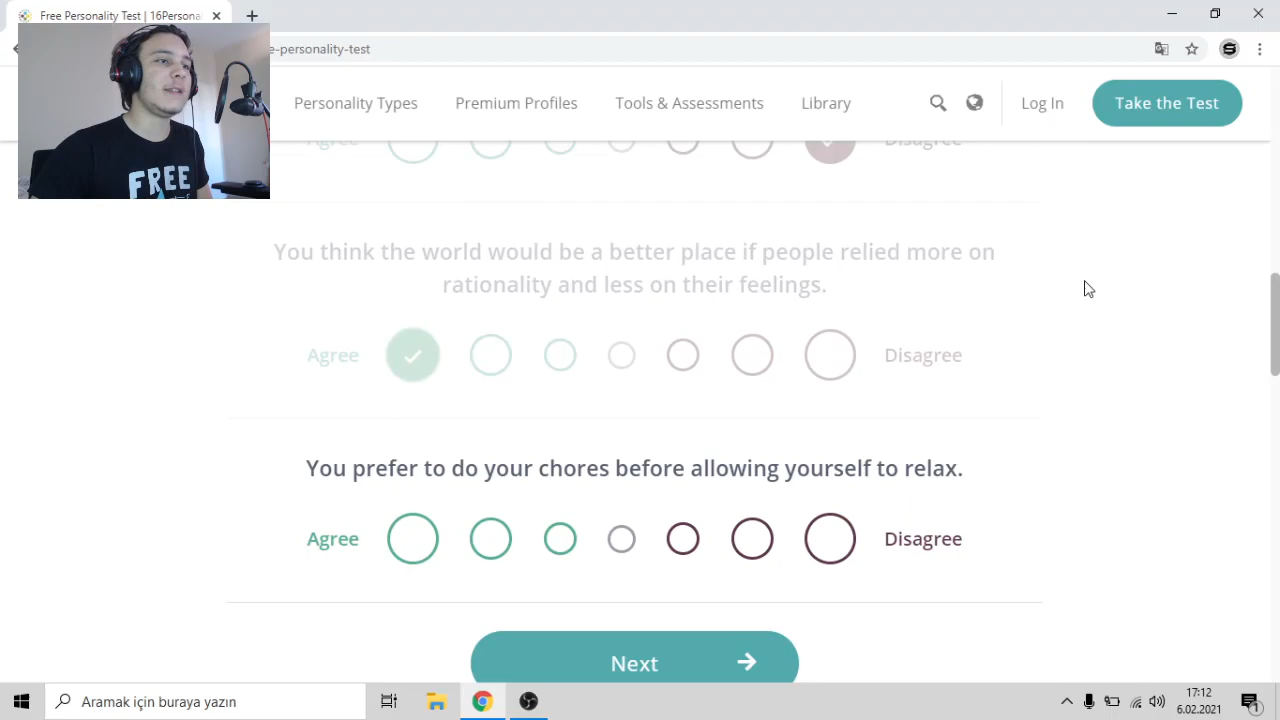 Free Personality Test | 16Personal
e-personality-test
Personality Types
Premium Profiles
Tools & Assessments
Library
Log In
Take the Test
Agree
Disagree
FREE
You think the world would be a better place if people relied more on
rationality and less on their feelings.
Agree
Disagree
You prefer to do your chores before allowing yourself to relax.
Agree
Disagree
Next
Aramak için buraya yazın
17:12
6.02.2021